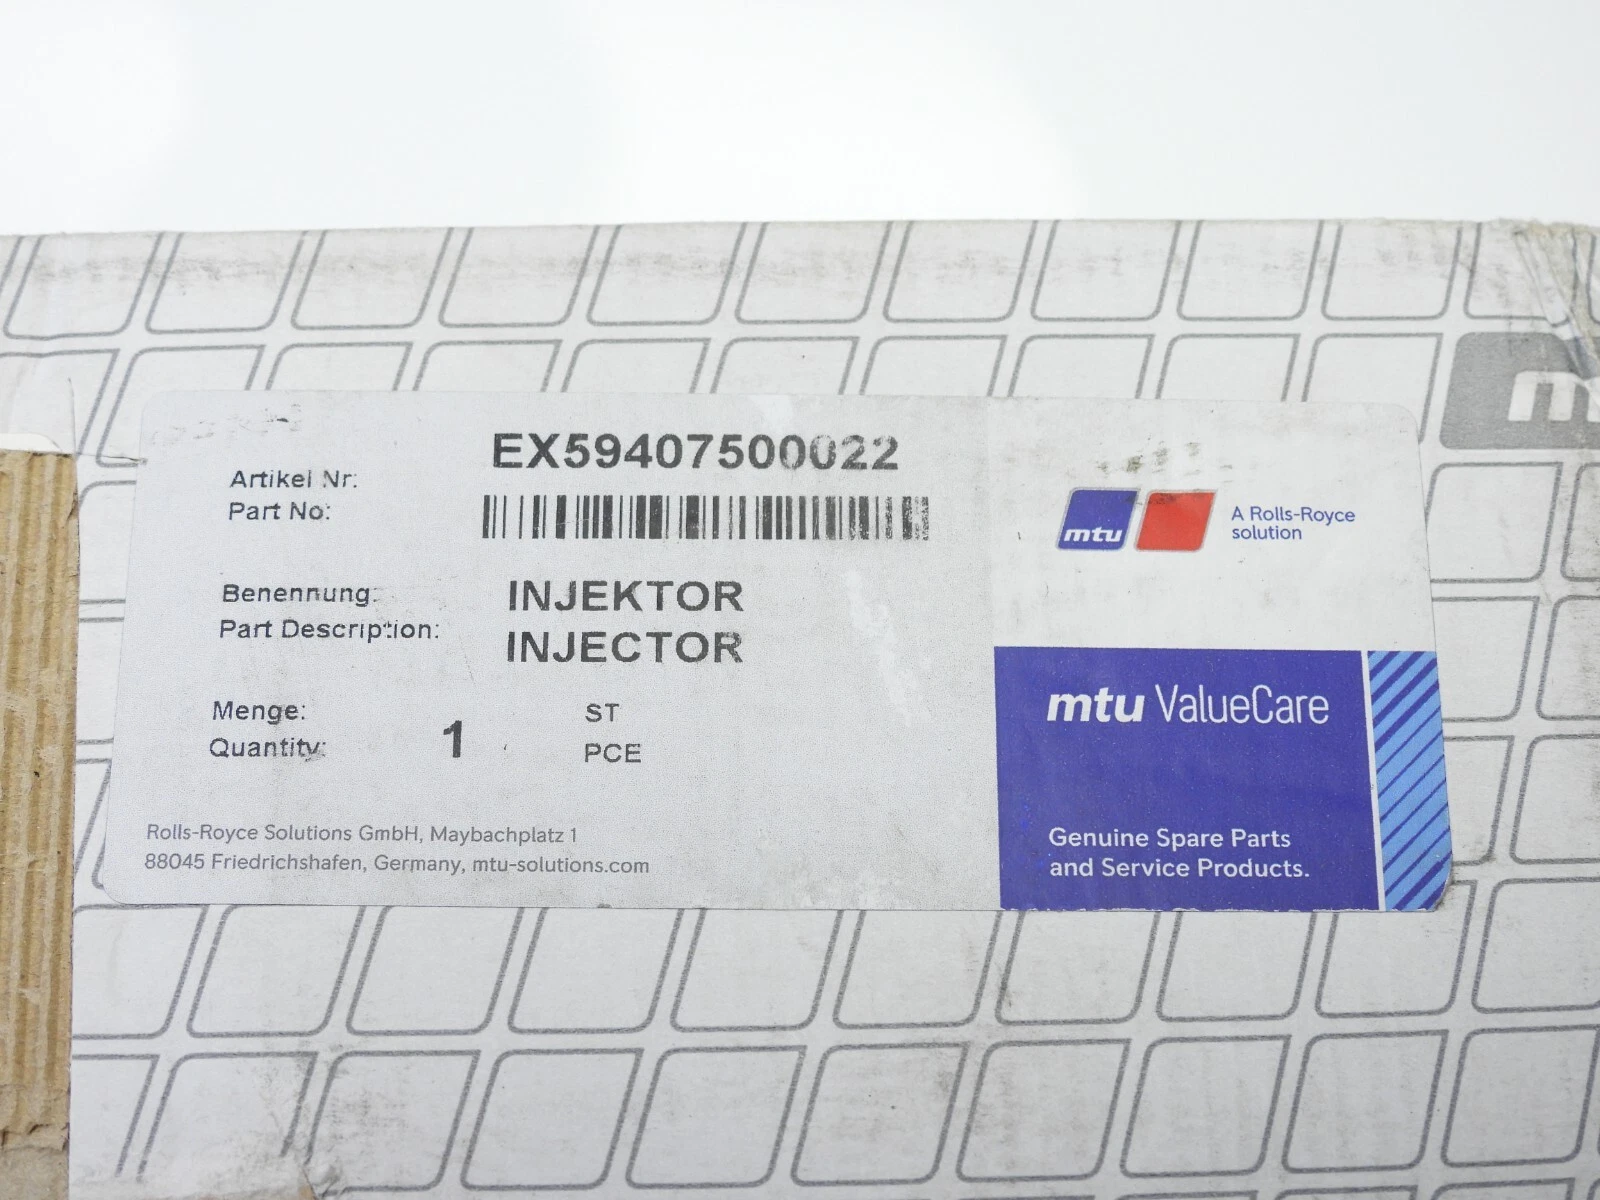 EX59407500022
Artikel Nr:
Part No:
Benennung: INJEKTOR
Part Description: INJECTOR
Menge: ST
Quantity: 1 PCE
Rolls-Royce Solutions GmbH, Maybachplatz 1
88045 Friedrichshafen, Germany, mtu-solutions.com
mtu
A Rolls-Royce
solution
mtu ValueCare
Genuine Spare Parts
and Service Products.